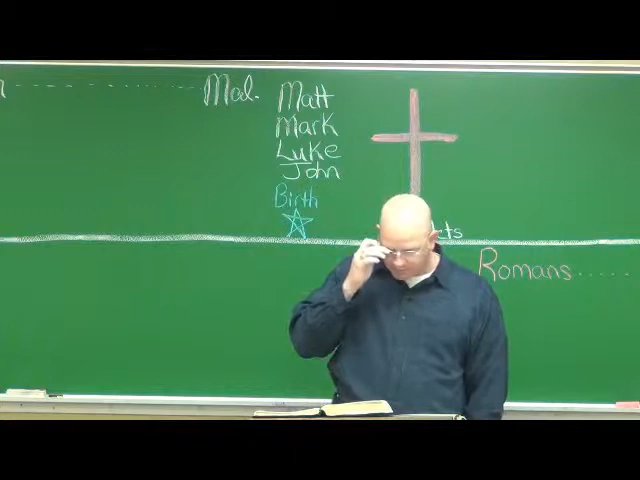 Mal.
Matt
Mark
Luke
John
Birth
Romans......